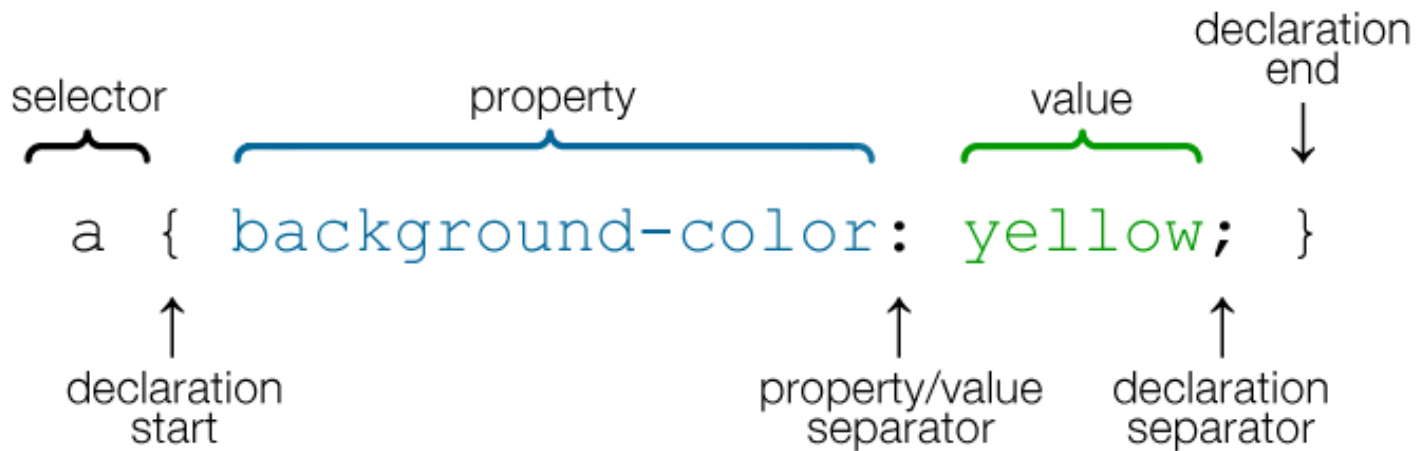 declaration
end
selector
property
value
a { background-color: yellow; }
declaration
start
property/value
separator
declaration
separator